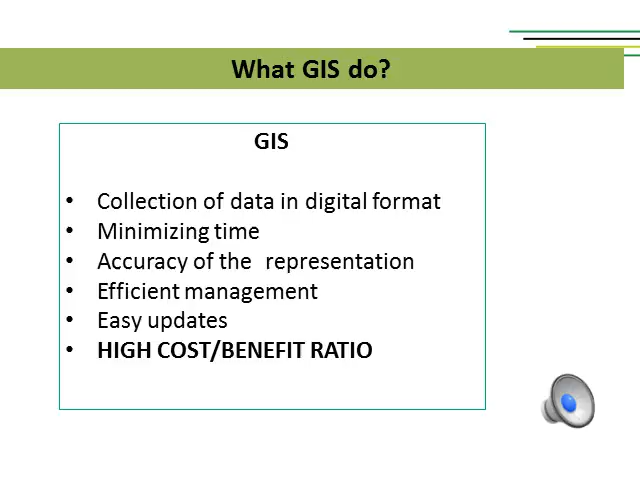 What GIS do?
GIS
• Collection of data in digital format
• Minimizing time
• Accuracy of the representation
• Efficient management
• Easy updates
• HIGH COST/BENEFIT RATIO